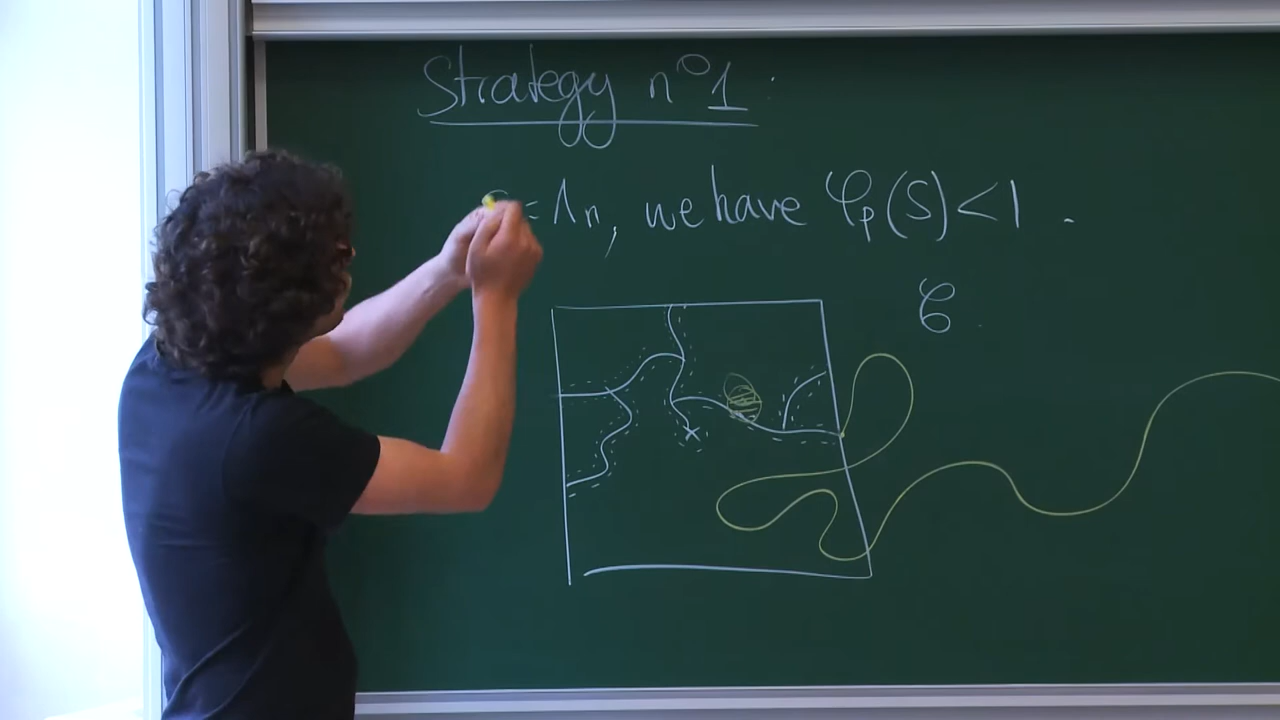 Strategy n°1 :
= Λn, we have φp(S) < 1 .
𝒞